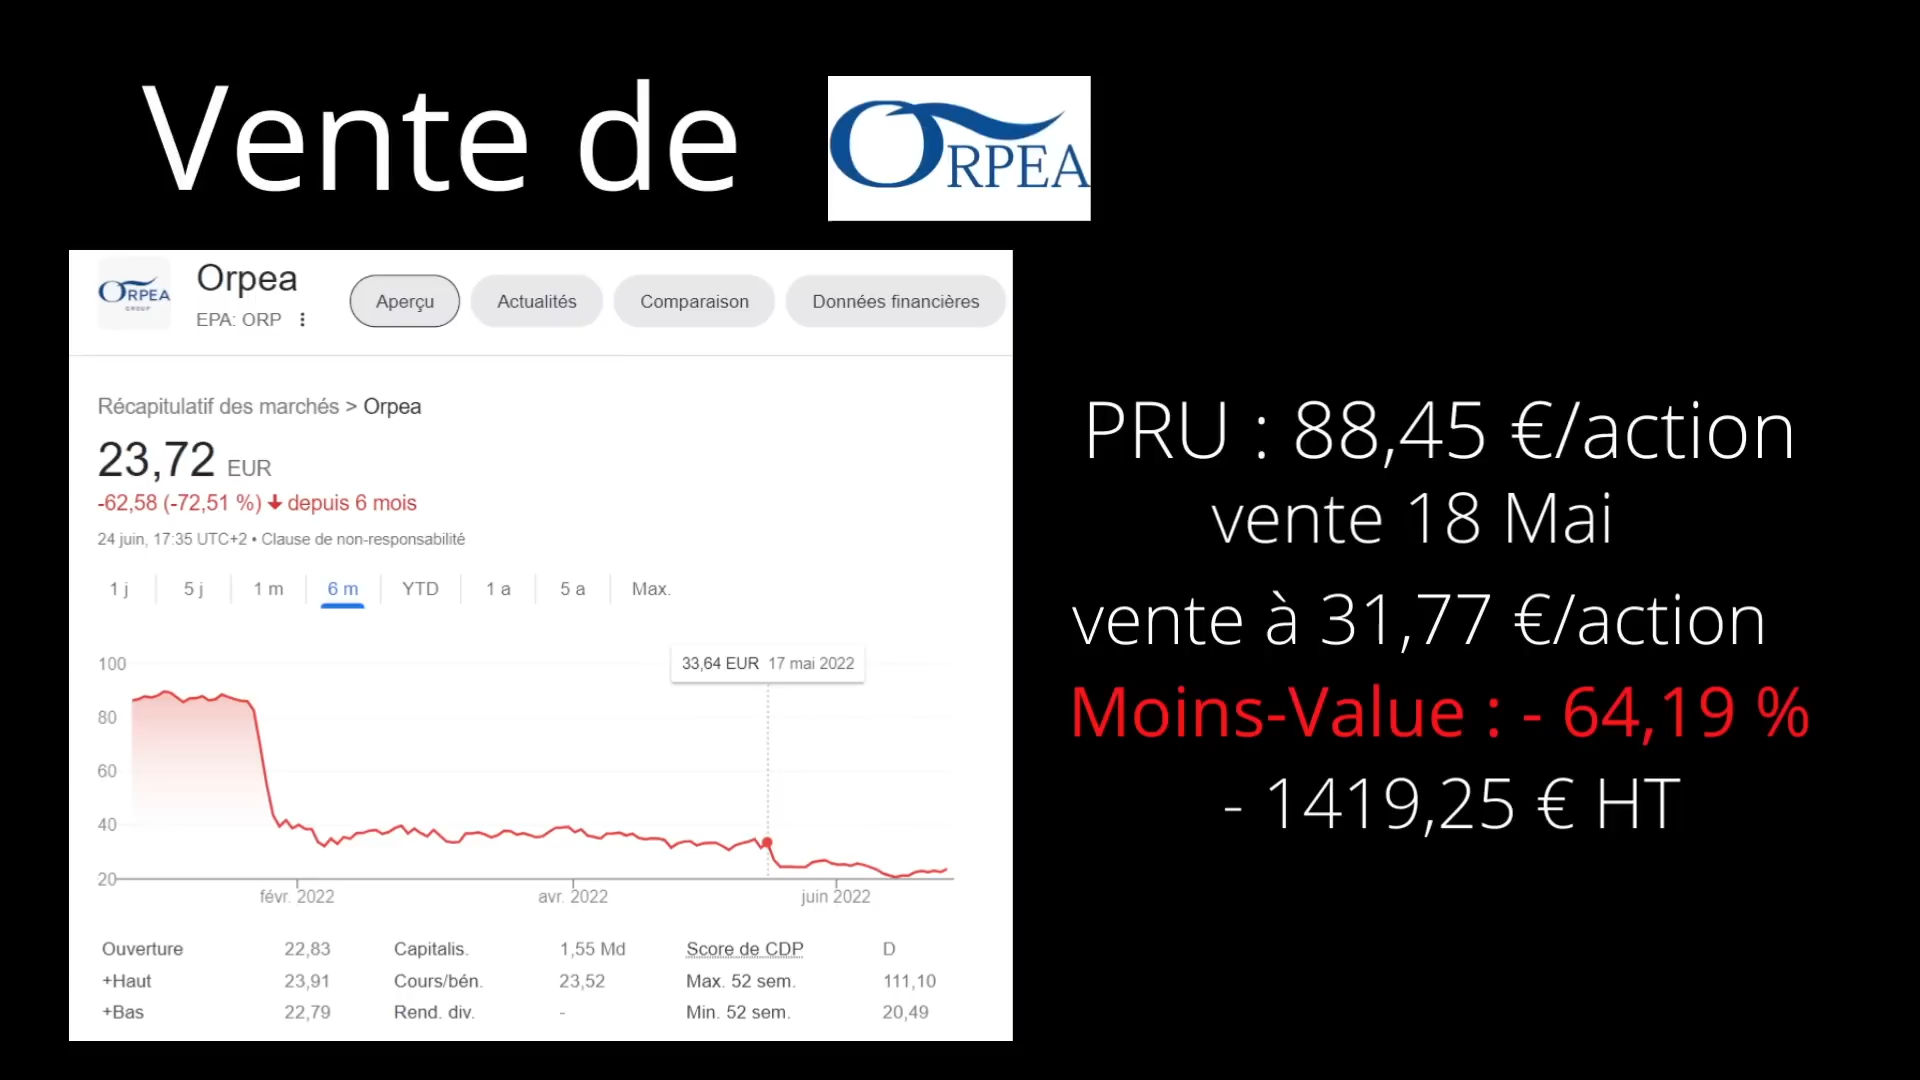 Vente de
ORPEA
ORPEA
GROUP
Orpea
EPA: ORP
Aperçu
Actualités
Comparaison
Données financières
Récapitulatif des marchés > Orpea
23,72 EUR
-62,58 (-72,51 %) depuis 6 mois
24 juin, 17:35 UTC+2 • Clause de non-responsabilité
1 j
5 j
1 m
6 m
YTD
1 a
5 a
Max.
33,64 EUR 17 mai 2022
100
80
60
40
20
févr. 2022
avr. 2022
juin 2022
Ouverture 22,83 Capitalis. 1,55 Md Score de CDP D
+Haut 23,91 Cours/bén. 23,52 Max. 52 sem. 111,10
+Bas 22,79 Rend. div. - Min. 52 sem. 20,49
PRU : 88,45 €/action
vente 18 Mai
vente à 31,77 €/action
Moins-Value : - 64,19 %
- 1419,25 € HT